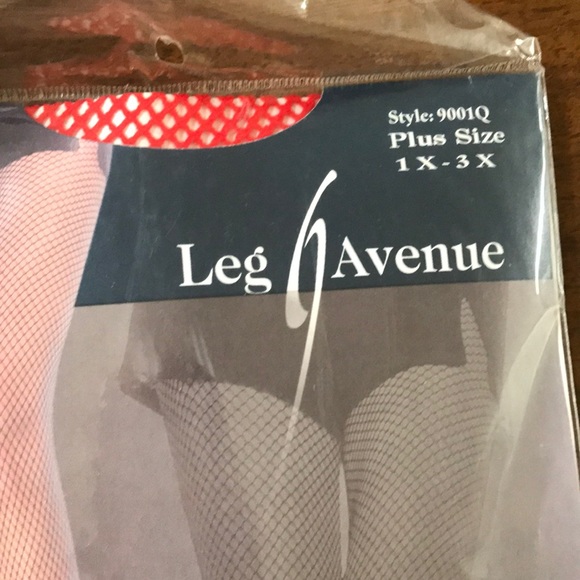 Style: 9001Q
Plus Size
1X-3X
Leg Avenue